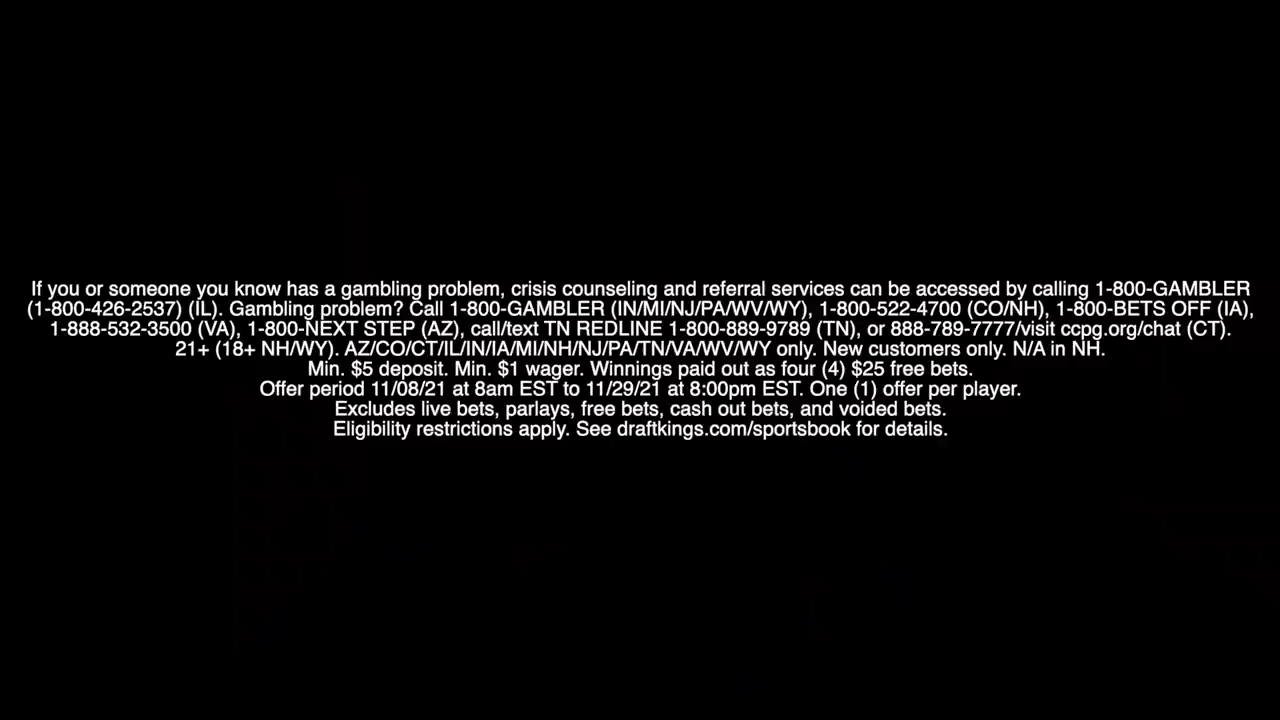 If you or someone you know has a gambling problem, crisis counseling and referral services can be accessed by calling 1-800-GAMBLER
(1-800-426-2537) (IL). Gambling problem? Call 1-800-GAMBLER (IN/MI/NJ/PA/WV/WY), 1-800-522-4700 (CO/NH), 1-800-BETS OFF (IA),
1-888-532-3500 (VA), 1-800-NEXT STEP (AZ), call/text TN REDLINE 1-800-889-9789 (TN), or 888-789-7777/visit ccpg.org/chat (CT).
21+ (18+ NH/WY). AZ/CO/CT/IL/IN/IA/MI/NH/NJ/PA/TN/VA/WV/WY only. New customers only. N/A in NH.
Min. $5 deposit. Min. $1 wager. Winnings paid out as four (4) $25 free bets.
Offer period 11/08/21 at 8am EST to 11/29/21 at 8:00pm EST. One (1) offer per player.
Excludes live bets, parlays, free bets, cash out bets, and voided bets.
Eligibility restrictions apply. See draftkings.com/sportsbook for details.